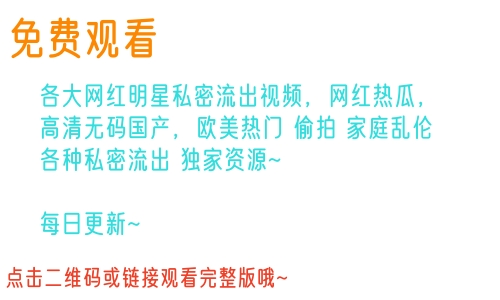 免费观看
各大网红明星私密流出视频，网红热瓜，
高清无码国产，欧美热门 偷拍 家庭乱伦
各种私密流出 独家资源~
每日更新~
点击二维码或链接观看完整版哦~